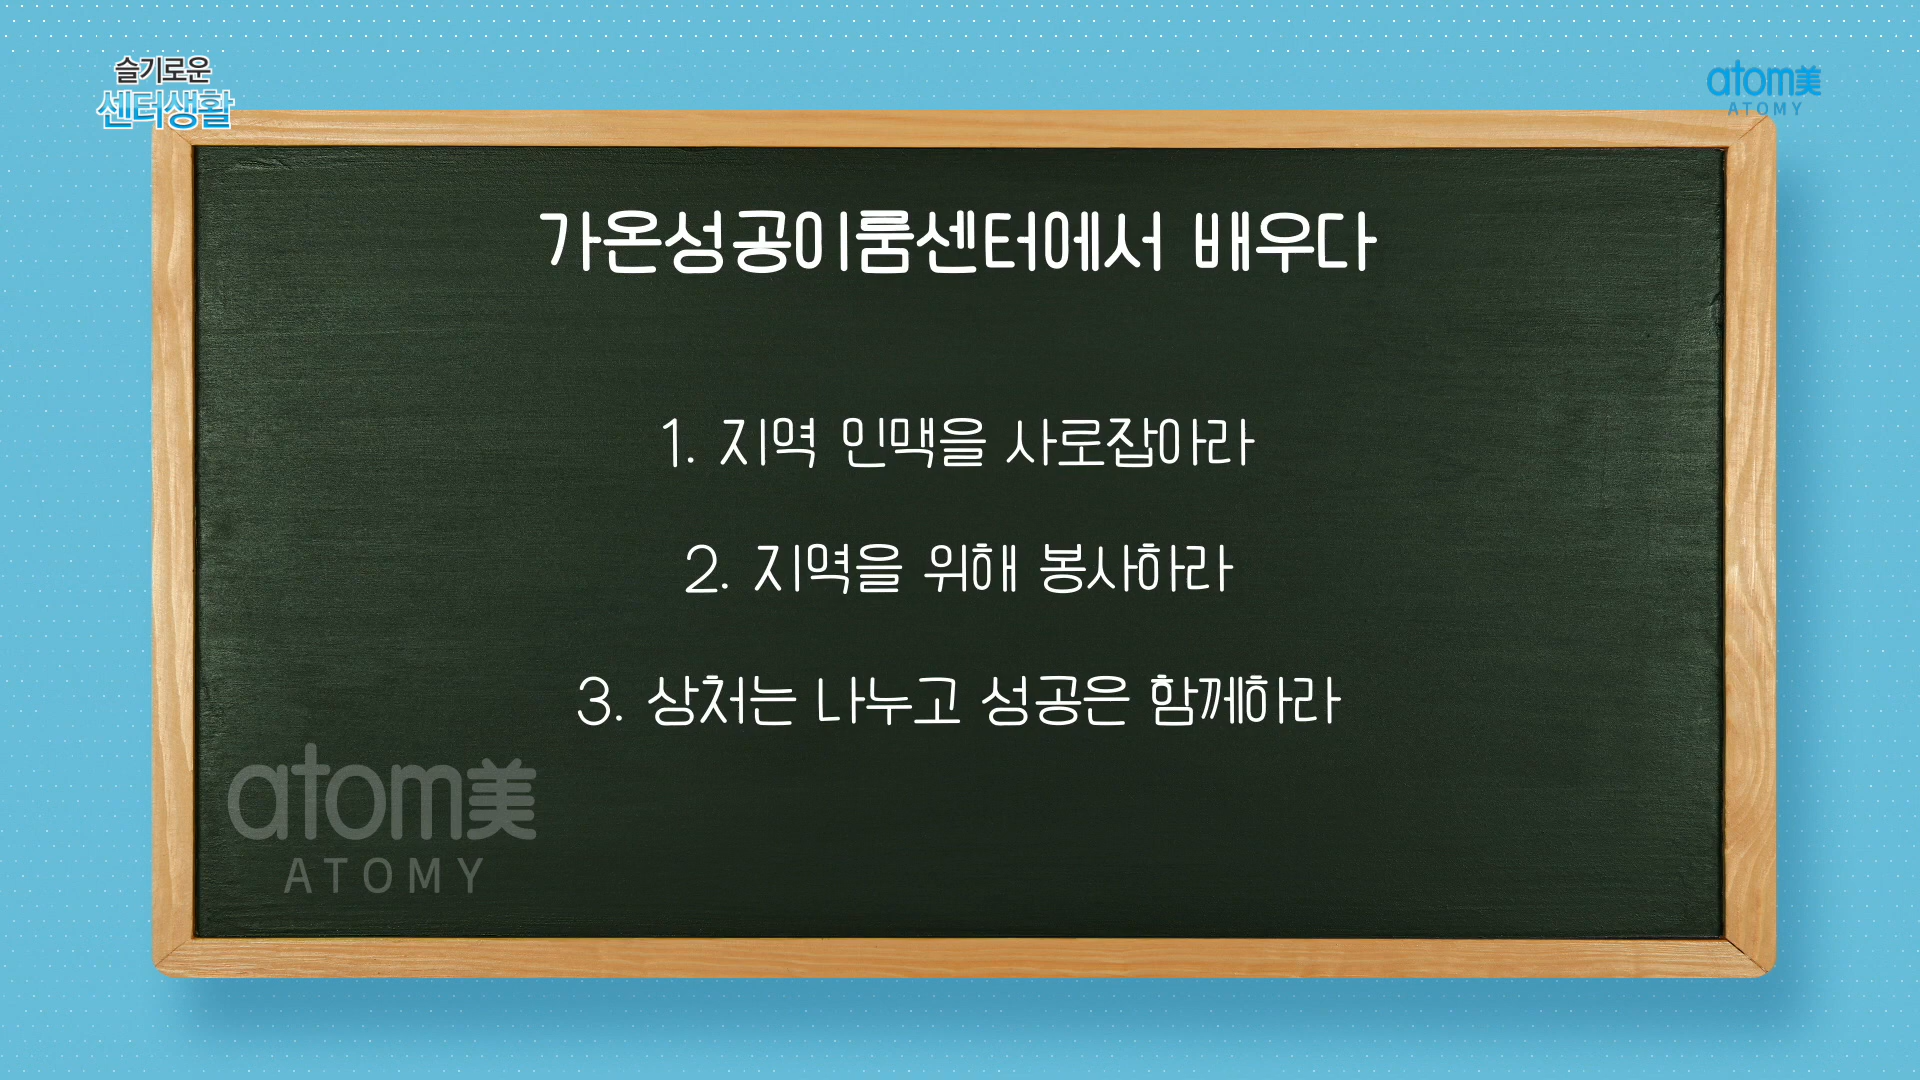 슬기로운
센터생활
atom美
ATOMY
가온성공이룸센터에서 배우다
1. 지역 인맥을 사로잡아라
2. 지역을 위해 봉사하라
3. 상처는 나누고 성공은 함께하라
atom美
ATOMY